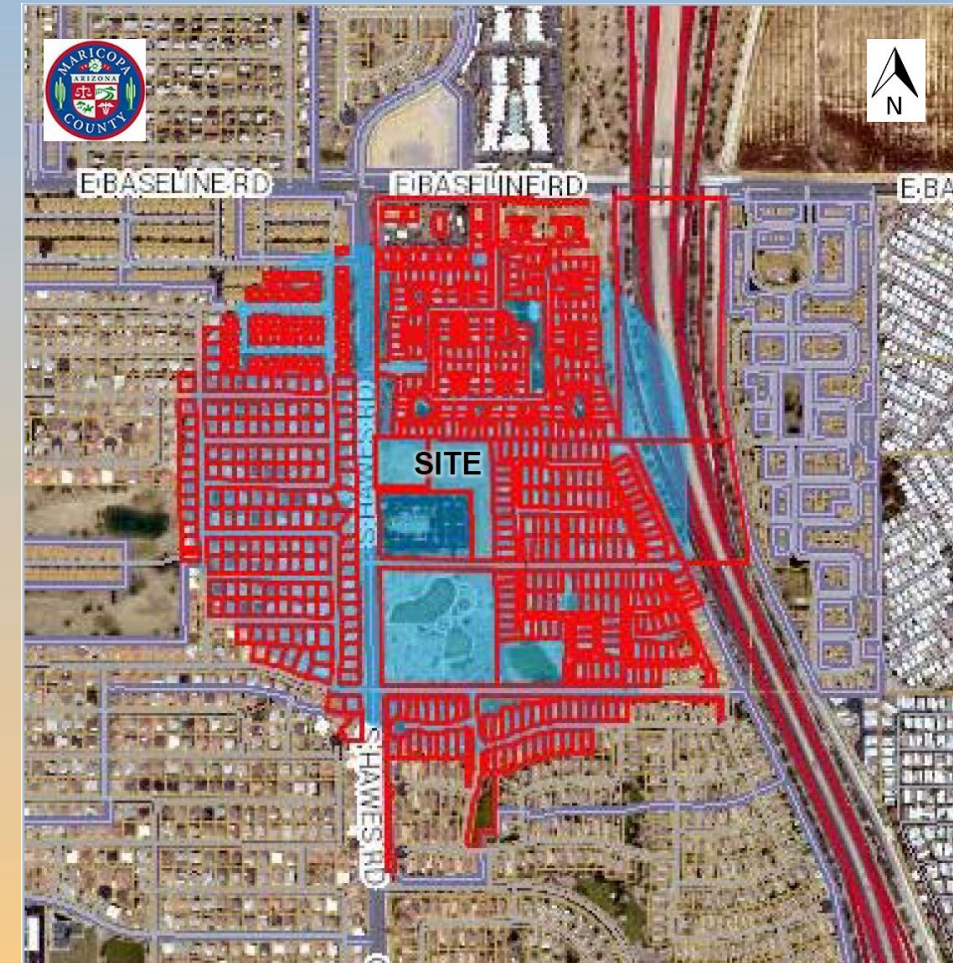 MARICOPA
ARIZONA
COUNTY
N
E BASELINE RD
E BASELINE RD
E BA
S HAWES RD
SITE
S HAWES RD